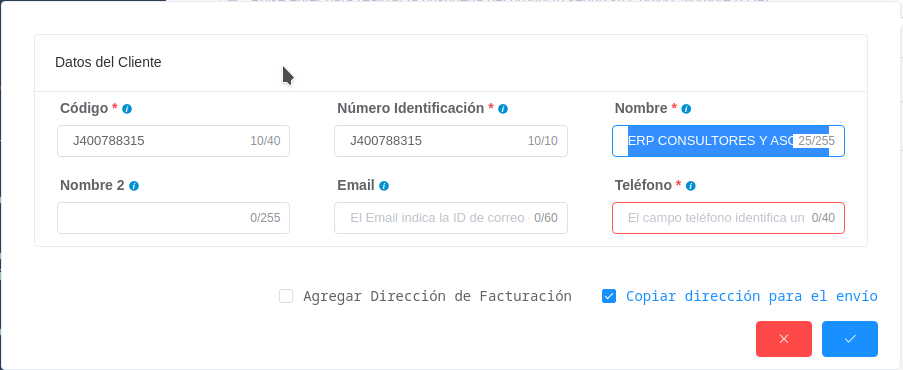 Datos del Cliente
Código *
Número Identificación *
Nombre *
J400788315 10/40
J400788315 10/10
ERP CONSULTORES Y ASC 25/255
Nombre 2
Email
Teléfono *
0/255
El Email indica la ID de correo 0/60
El campo teléfono identifica un 0/40
Agregar Dirección de Facturación
Copiar dirección para el envío